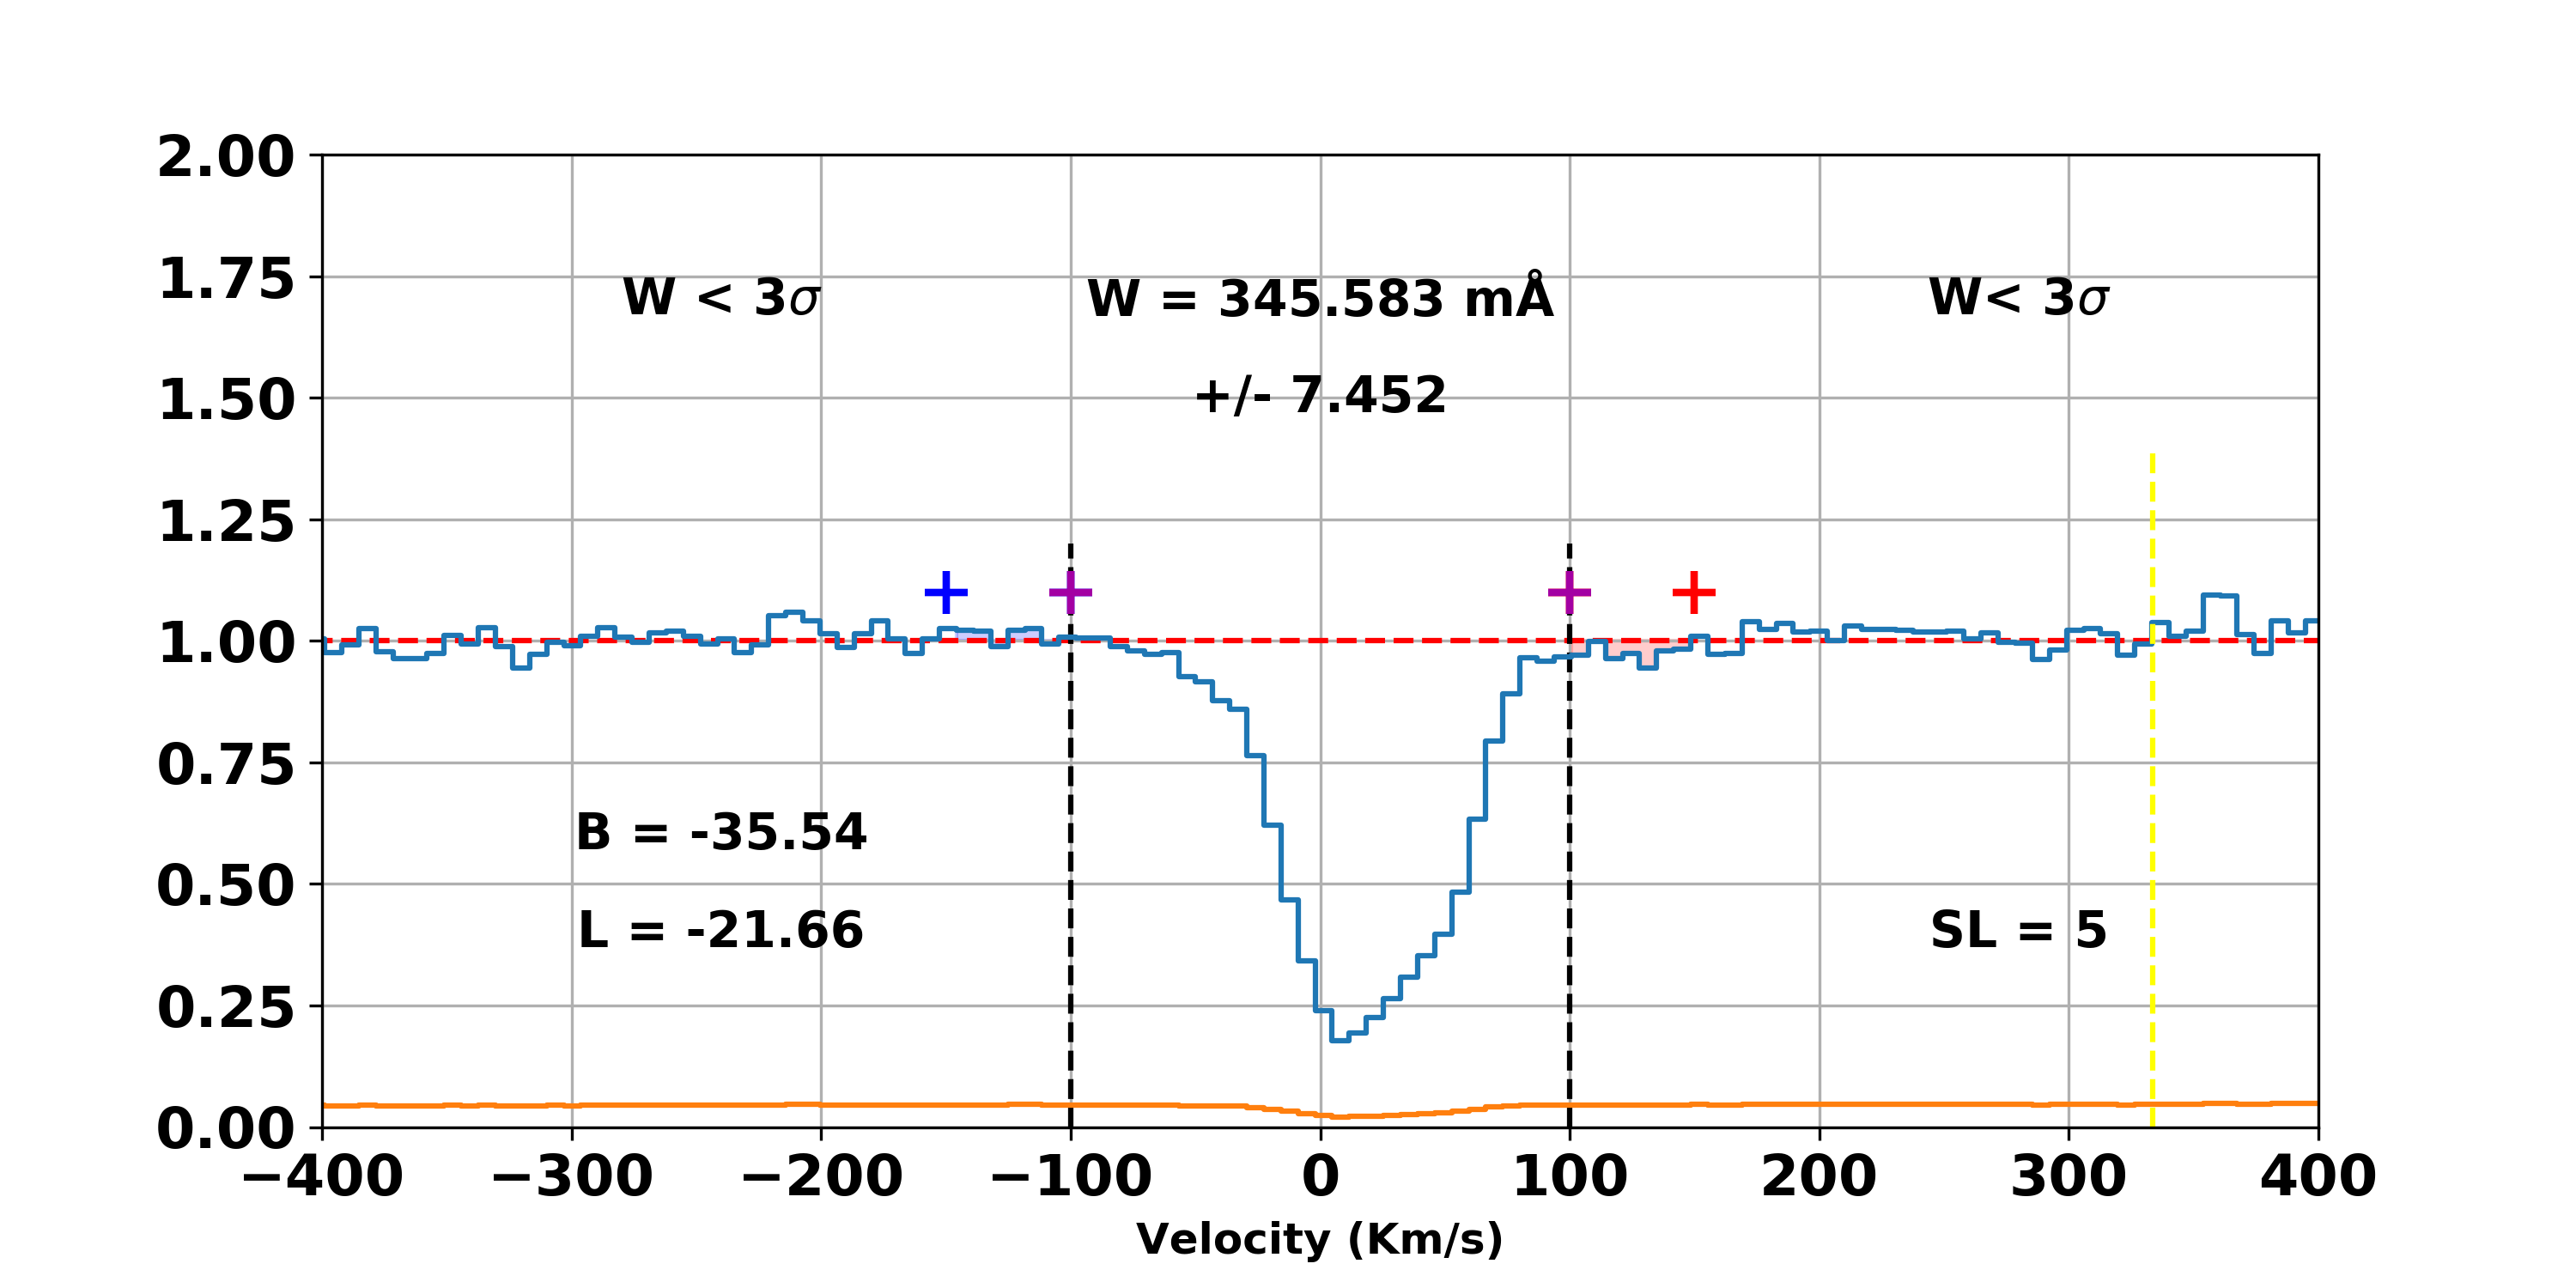 2.00
1.75
1.50
1.25
1.00
0.75
0.50
0.25
0.00
W < 3σ
W = 345.583 mÅ
+/- 7.452
W< 3σ
B = -35.54
L = -21.66
SL = 5
−400 −300 −200 −100 0 100 200 300 400
Velocity (Km/s)